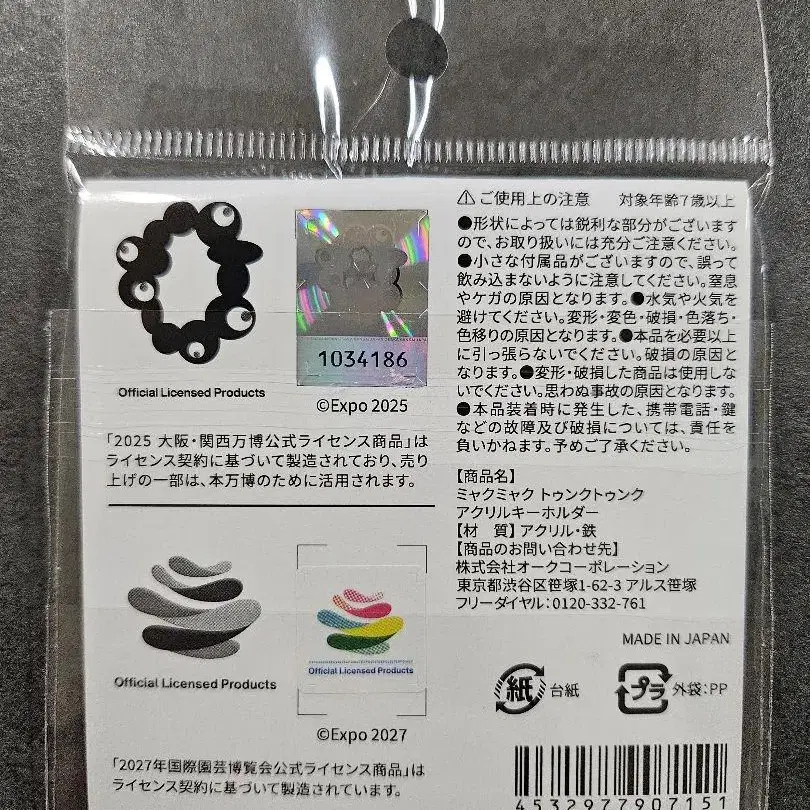 Official Licensed Products
1034186
©Expo 2025
「2025 大阪・関西万博公式ライセンス商品」は
ライセンス契約に基づいて製造されており、売り
上げの一部は、本万博のために活用されます。
Official Licensed Products
Official Licensed Products
©Expo 2027
「2027年国際園芸博覧会公式ライセンス商品」は
ライセンス契約に基づいて製造されています。
⚠ご使用上の注意 対象年齢7歳以上
●形状によっては鋭利な部分がございます
ので、お取り扱いには充分ご注意ください。
●小さな付属品がございますので、誤って
飲み込まないように注意してください。窒息
やケガの原因となります。●水気や火気を
避けてください。変形・変色・破損・色落ち・
色移りの原因となります。●本品を必要以上
に引っ張らないでください。破損の原因と
なります。●変形・破損した商品は使用しな
いでください。思わぬ事故の原因となります。
●本品装着時に発生した、携帯電話・鍵
などの故障及び破損については、責任を
負いかねます。予めご了承ください。
【商品名】
ミャクミャク トゥンクトゥンク
アクリルキーホルダー
【材 質】アクリル・鉄
【商品のお問い合わせ先】
株式会社オークコーポレーション
東京都渋谷区笹塚1-62-3 アルス笹塚
フリーダイヤル:0120-332-761
MADE IN JAPAN
紙 台紙
プラ 外袋:PP
4532977907151